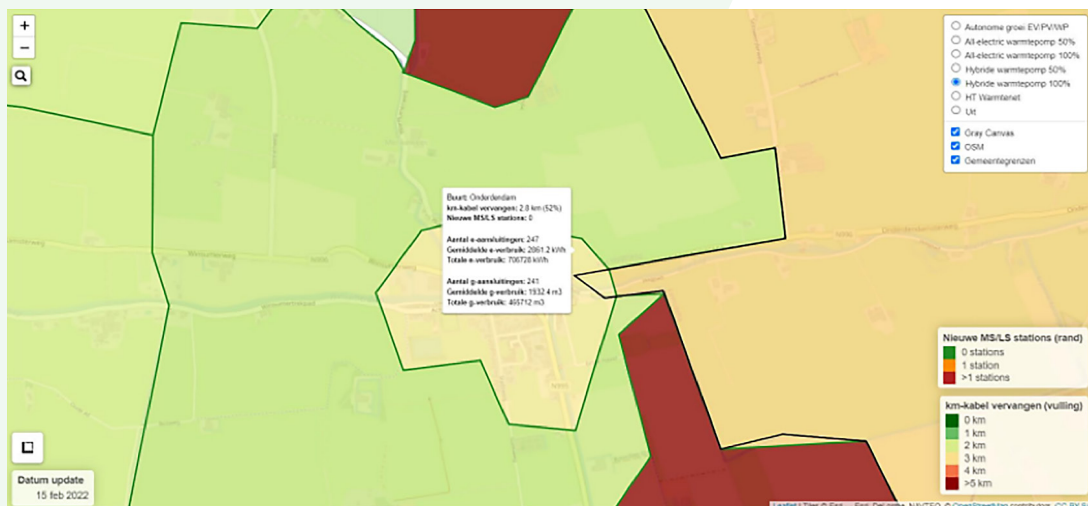 +
−
Autonome groei EV/PV/WP
All-electric warmtepomp 50%
All-electric warmtepomp 100%
Hybride warmtepomp 50%
Hybride warmtepomp 100%
HT Warmtenet
Uit
Gray Canvas
OSM
Gemeentegrenzen
Buurt: Onderdendam
km-kabel vervangen: 2.8 km (52%)
Nieuwe MS/LS stations: 0
Aantal e-aansluitingen: 247
Gemiddelde e-verbruik: 2861.2 kWh
Totale e-verbruik: 706728 kWh
Aantal g-aansluitingen: 241
Gemiddelde g-verbruik: 1932.4 m3
Totale g-verbruik: 465712 m3
N996
N996
Nieuwe MS/LS stations (rand)
0 stations
1 station
>1 stations
km-kabel vervangen (vulling)
0 km
1 km
2 km
3 km
4 km
>5 km
Datum update
15 feb 2022